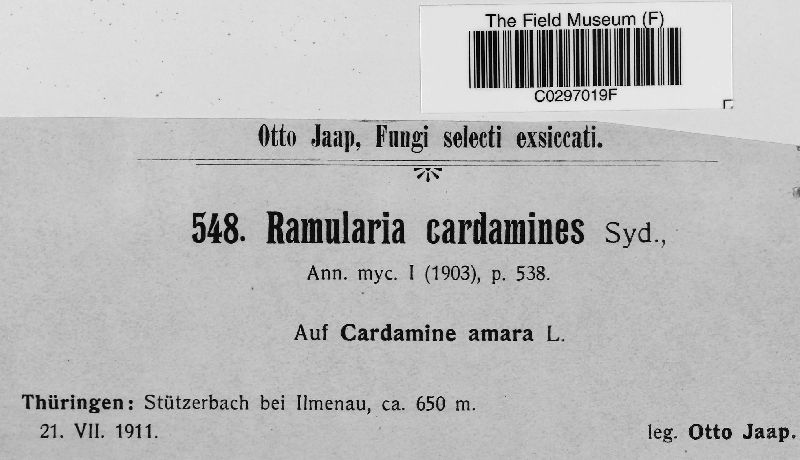 The Field Museum (F)
C0297019F
Otto Jaap, Fungi selecti exsiccati.
548. Ramularia cardamines Syd.,
Ann. myc. I (1903), p. 538.
Auf Cardamine amara L.
Thüringen: Stützerbach bei Ilmenau, ca. 650 m.
21. VII. 1911.
leg. Otto Jaap.